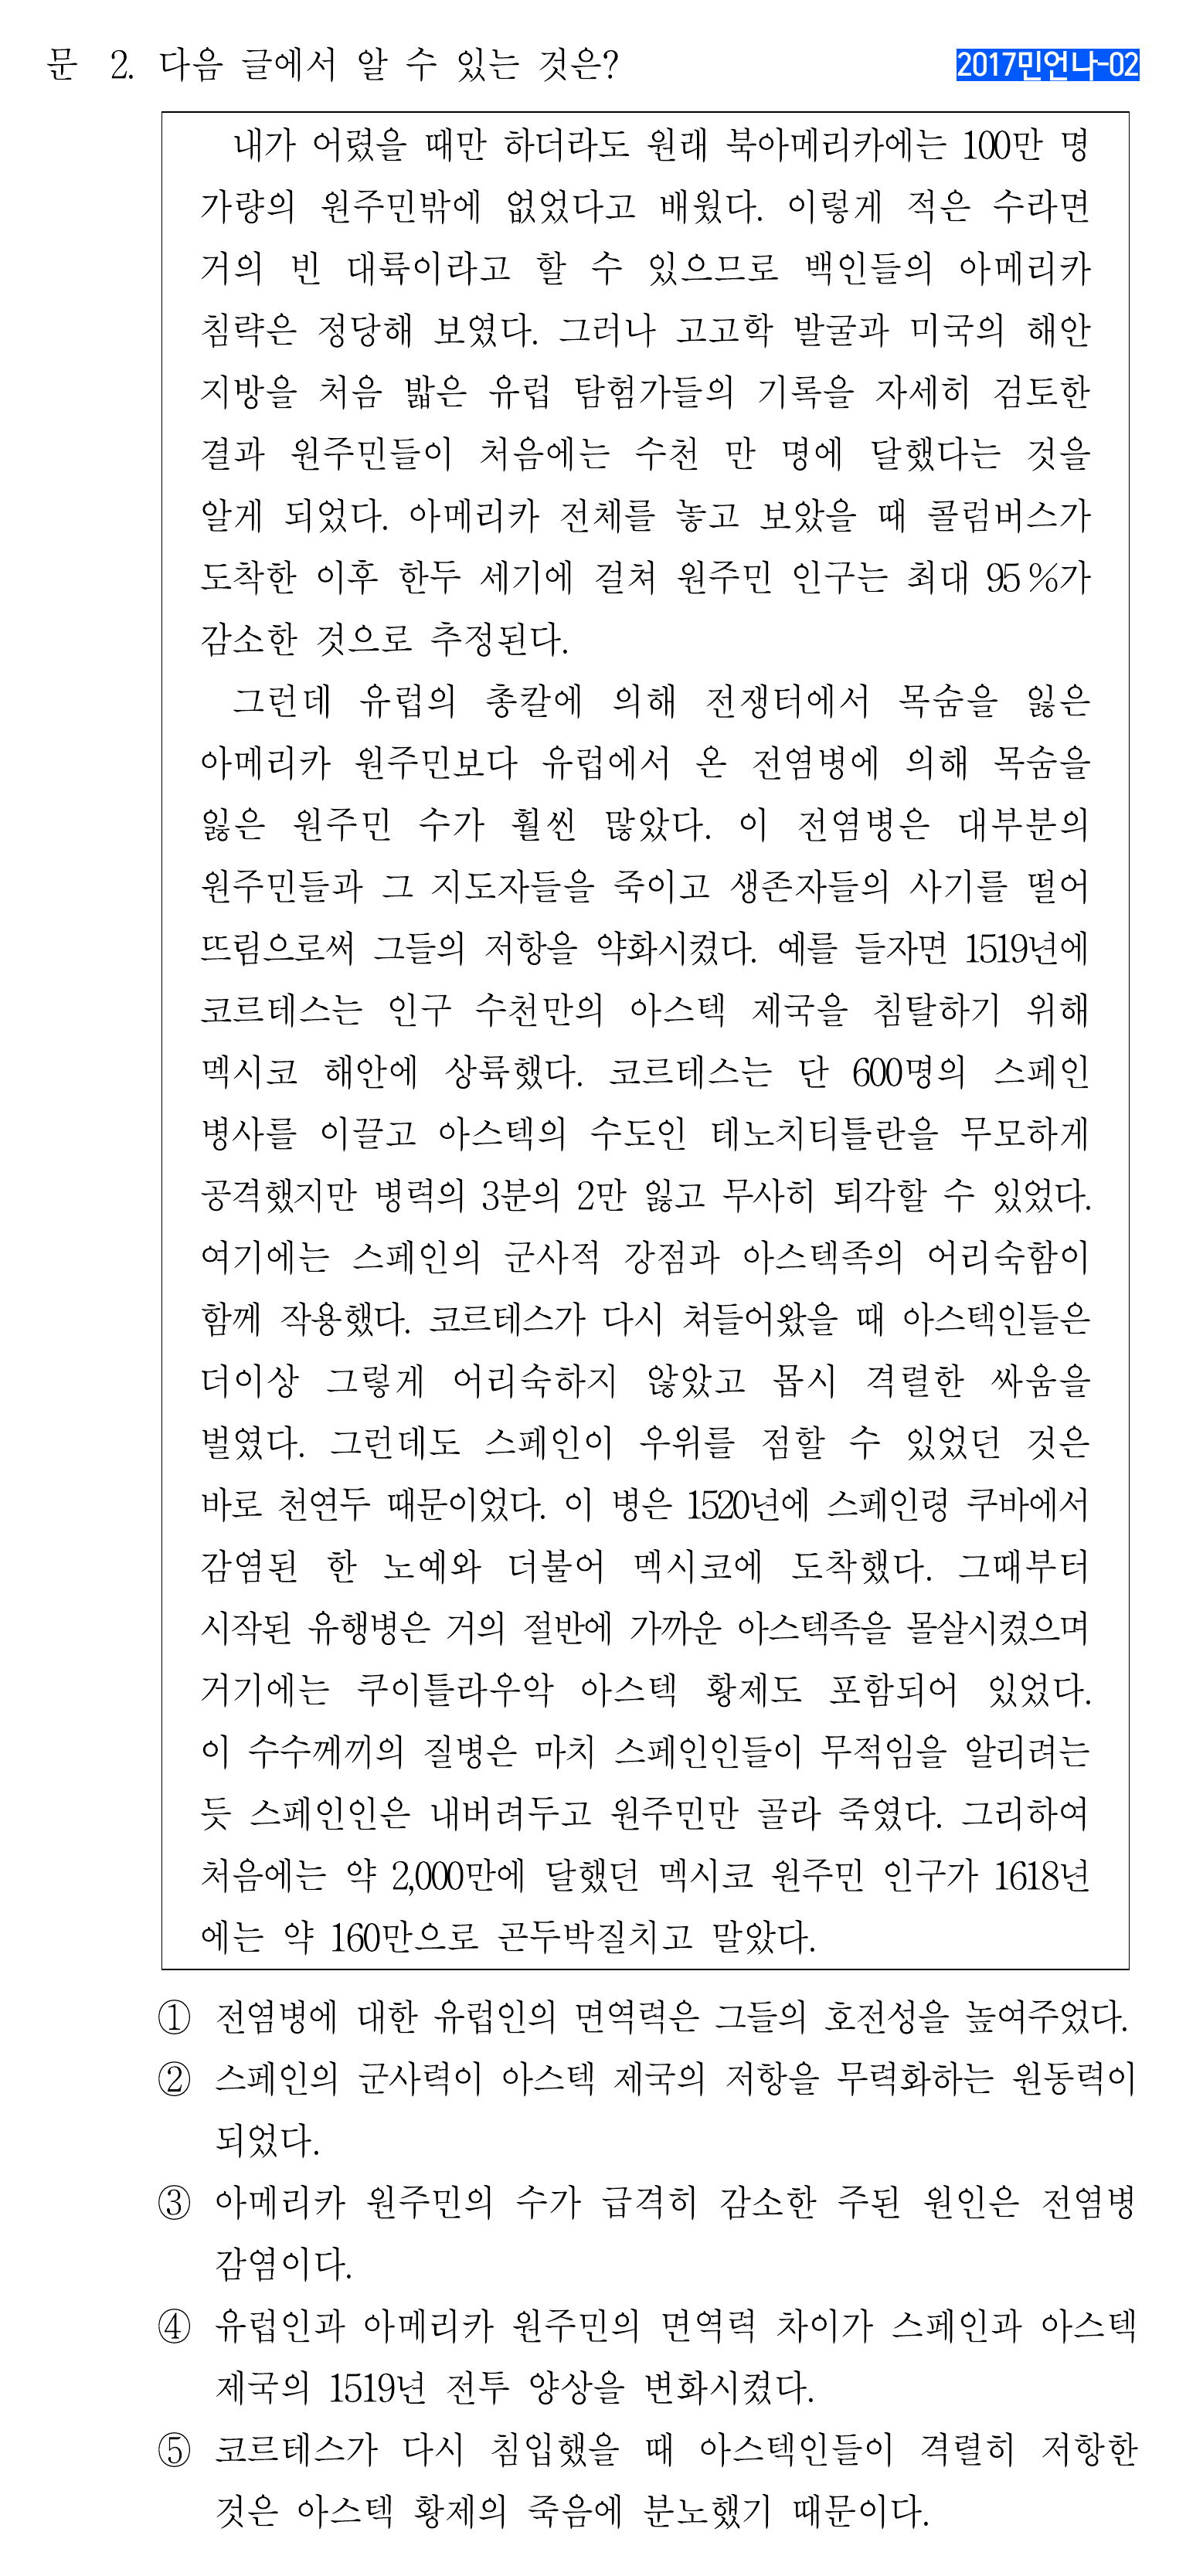 문 2. 다음 글에서 알 수 있는 것은?
2017민언나-02
내가 어렸을 때만 하더라도 원래 북아메리카에는 100만 명
가량의 원주민밖에 없었다고 배웠다. 이렇게 적은 수라면
거의 빈 대륙이라고 할 수 있으므로 백인들의 아메리카
침략은 정당해 보였다. 그러나 고고학 발굴과 미국의 해안
지방을 처음 밟은 유럽 탐험가들의 기록을 자세히 검토한
결과 원주민들이 처음에는 수천 만 명에 달했다는 것을
알게 되었다. 아메리카 전체를 놓고 보았을 때 콜럼버스가
도착한 이후 한두 세기에 걸쳐 원주민 인구는 최대 95%가
감소한 것으로 추정된다.
그런데 유럽의 총칼에 의해 전쟁터에서 목숨을 잃은
아메리카 원주민보다 유럽에서 온 전염병에 의해 목숨을
잃은 원주민 수가 훨씬 많았다. 이 전염병은 대부분의
원주민들과 그 지도자들을 죽이고 생존자들의 사기를 떨어
뜨림으로써 그들의 저항을 약화시켰다. 예를 들자면 1519년에
코르테스는 인구 수천만의 아스텍 제국을 침탈하기 위해
멕시코 해안에 상륙했다. 코르테스는 단 600명의 스페인
병사를 이끌고 아스텍의 수도인 테노치티틀란을 무모하게
공격했지만 병력의 3분의 2만 잃고 무사히 퇴각할 수 있었다.
여기에는 스페인의 군사적 강점과 아스텍족의 어리숙함이
함께 작용했다. 코르테스가 다시 쳐들어왔을 때 아스텍인들은
더이상 그렇게 어리숙하지 않았고 몹시 격렬한 싸움을
벌였다. 그런데도 스페인이 우위를 점할 수 있었던 것은
바로 천연두 때문이었다. 이 병은 1520년에 스페인령 쿠바에서
감염된 한 노예와 더불어 멕시코에 도착했다. 그때부터
시작된 유행병은 거의 절반에 가까운 아스텍족을 몰살시켰으며
거기에는 쿠이틀라우악 아스텍 황제도 포함되어 있었다.
이 수수께끼의 질병은 마치 스페인인들이 무적임을 알리려는
듯 스페인인은 내버려두고 원주민만 골라 죽였다. 그리하여
처음에는 약 2,000만에 달했던 멕시코 원주민 인구가 1618년
에는 약 160만으로 곤두박질치고 말았다.
① 전염병에 대한 유럽인의 면역력은 그들의 호전성을 높여주었다.
② 스페인의 군사력이 아스텍 제국의 저항을 무력화하는 원동력이
되었다.
③ 아메리카 원주민의 수가 급격히 감소한 주된 원인은 전염병
감염이다.
④ 유럽인과 아메리카 원주민의 면역력 차이가 스페인과 아스텍
제국의 1519년 전투 양상을 변화시켰다.
⑤ 코르테스가 다시 침입했을 때 아스텍인들이 격렬히 저항한
것은 아스텍 황제의 죽음에 분노했기 때문이다.